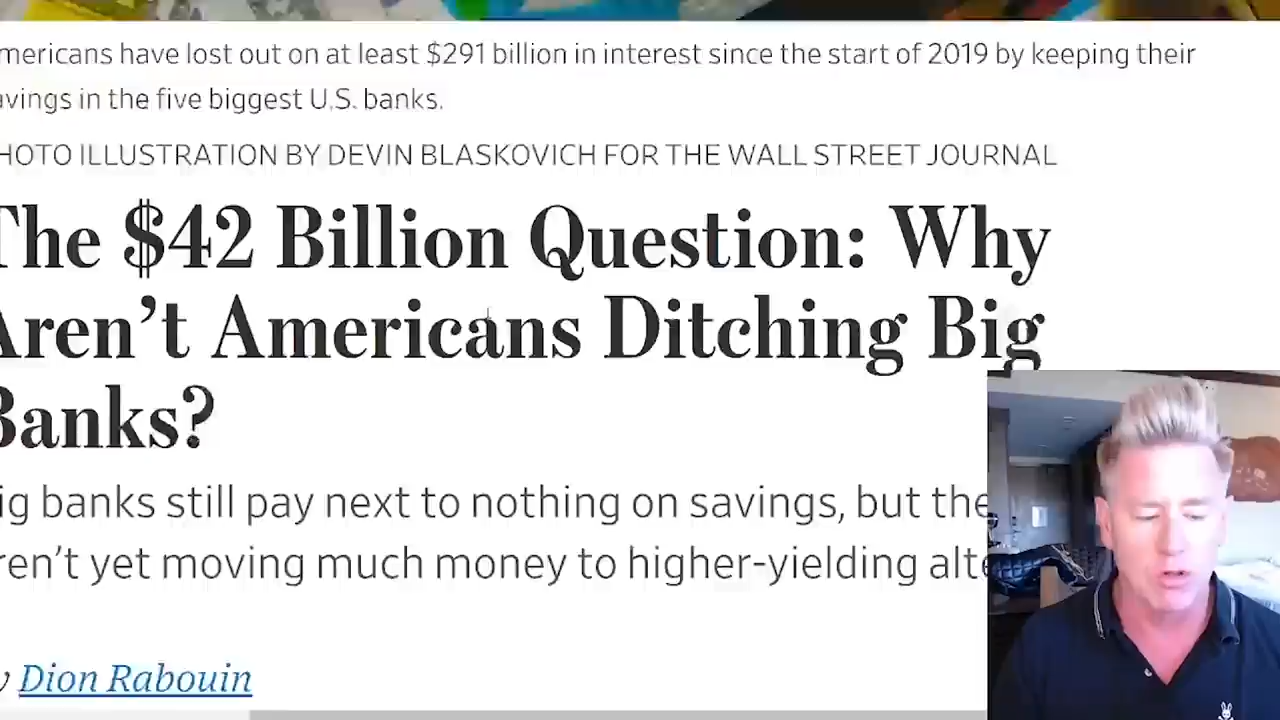 mericans have lost out on at least $291 billion in interest since the start of 2019 by keeping their
avings in the five biggest U.S. banks.
HOTO ILLUSTRATION BY DEVIN BLASKOVICH FOR THE WALL STREET JOURNAL
The $42 Billion Question: Why
Aren’t Americans Ditching Big
Banks?
ig banks still pay next to nothing on savings, but the
ren’t yet moving much money to higher-yielding alte
y Dion Rabouin